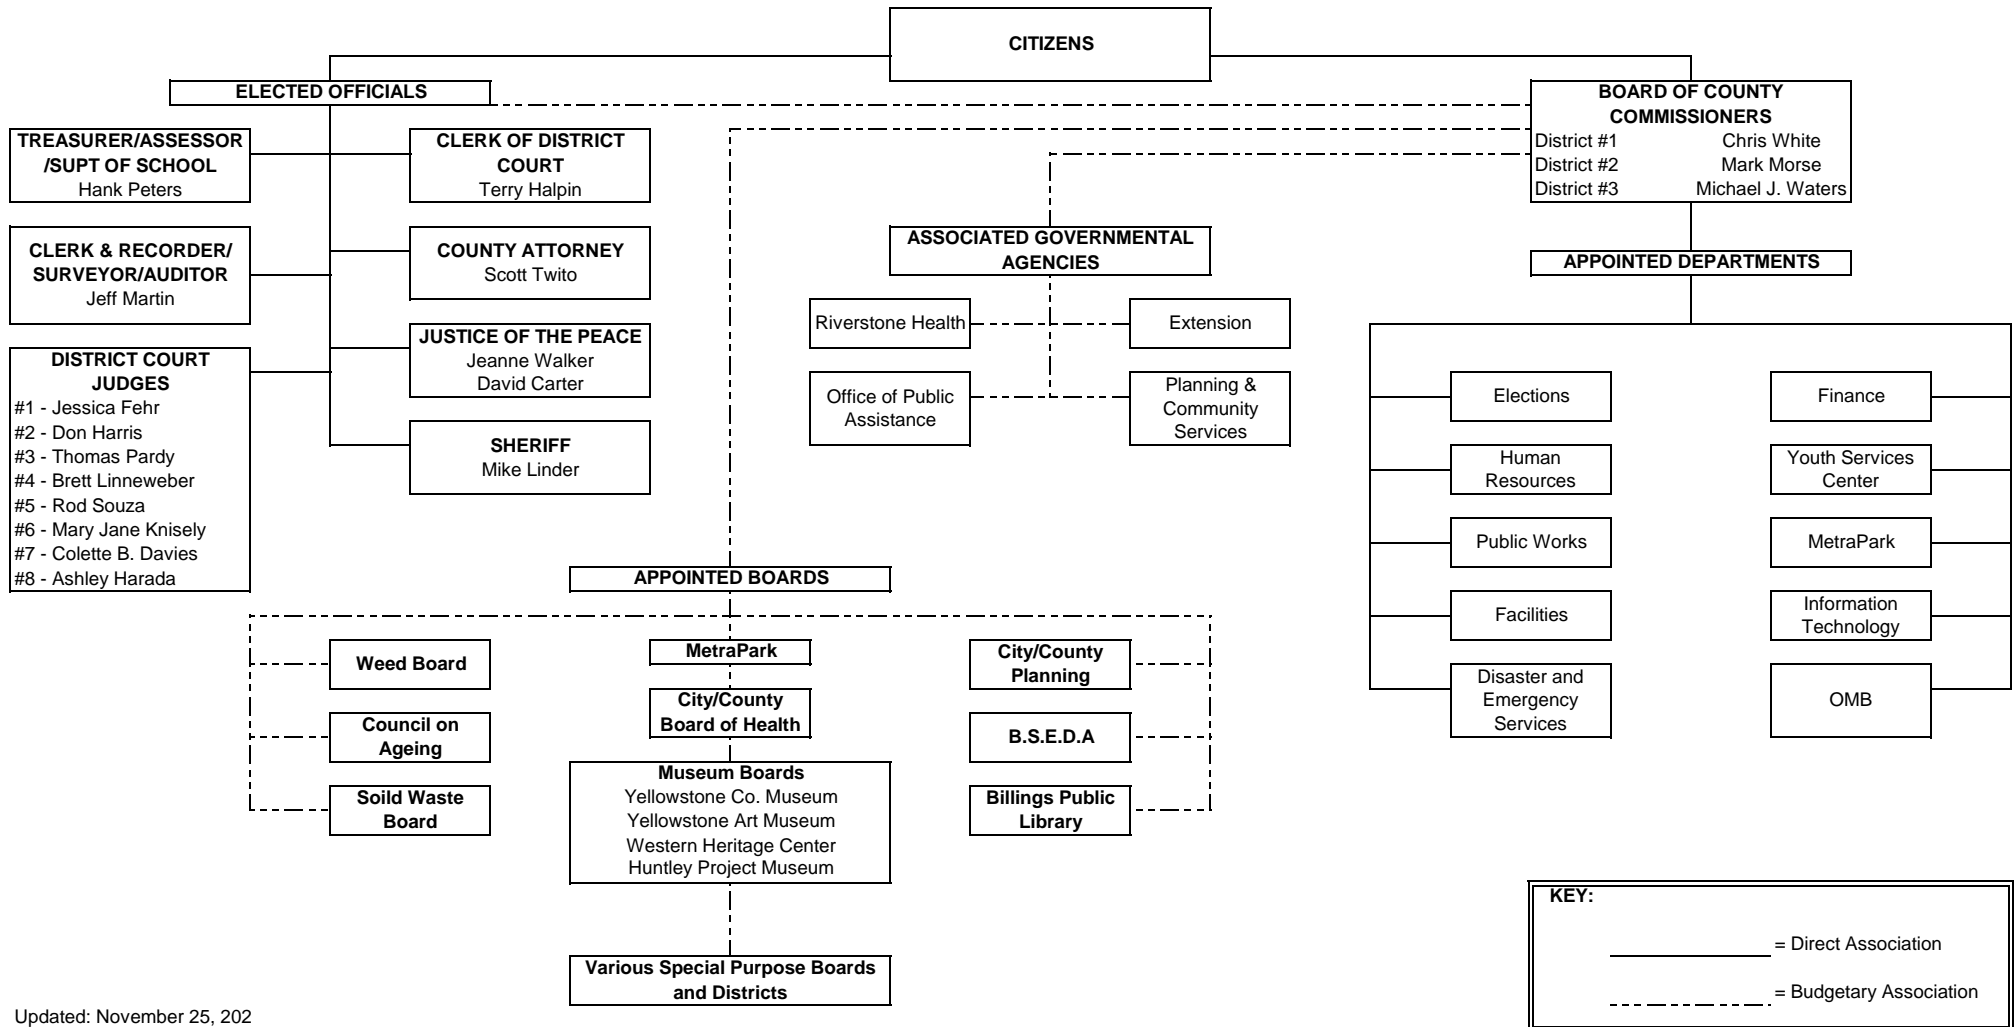 CITIZENS
ELECTED OFFICIALS
TREASURER/ASSESSOR
/SUPT OF SCHOOL
Hank Peters
CLERK OF DISTRICT
COURT
Terry Halpin
CLERK & RECORDER/
SURVEYOR/AUDITOR
Jeff Martin
COUNTY ATTORNEY
Scott Twito
JUSTICE OF THE PEACE
Jeanne Walker
David Carter
DISTRICT COURT
JUDGES
#1 - Jessica Fehr
#2 - Don Harris
#3 - Thomas Pardy
#4 - Brett Linneweber
#5 - Rod Souza
#6 - Mary Jane Knisely
#7 - Colette B. Davies
#8 - Ashley Harada
SHERIFF
Mike Linder
BOARD OF COUNTY
COMMISSIONERS
District #1 Chris White
District #2 Mark Morse
District #3 Michael J. Waters
ASSOCIATED GOVERNMENTAL
AGENCIES
Riverstone Health
Extension
Office of Public
Assistance
Planning &
Community
Services
APPOINTED DEPARTMENTS
Elections
Finance
Human
Resources
Youth Services
Center
Public Works
MetraPark
Facilities
Information
Technology
Disaster and
Emergency
Services
OMB
APPOINTED BOARDS
Weed Board
Council on
Ageing
Soild Waste
Board
MetraPark
City/County
Board of Health
Museum Boards
Yellowstone Co. Museum
Yellowstone Art Museum
Western Heritage Center
Huntley Project Museum
City/County
Planning
B.S.E.D.A
Billings Public
Library
Various Special Purpose Boards
and Districts
KEY:
= Direct Association
= Budgetary Association
Updated: November 25, 202